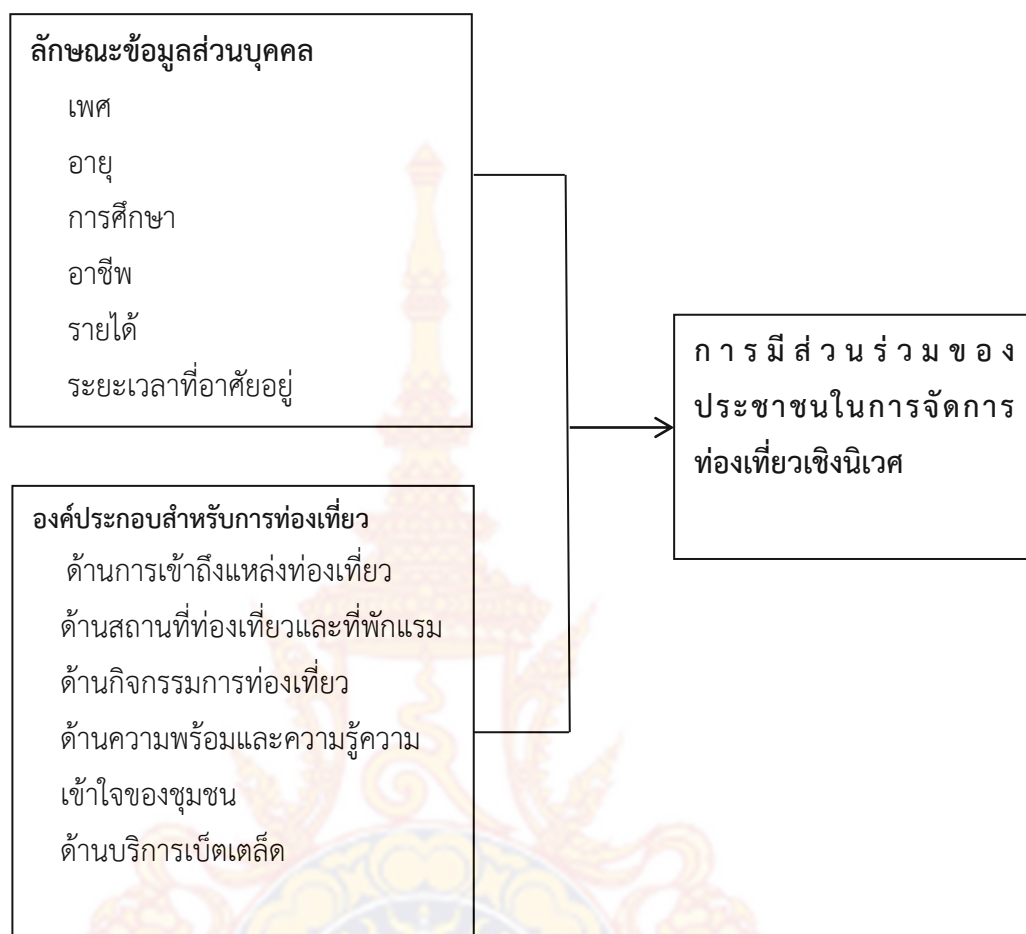 ลักษณะข้อมูลส่วนบุคคล
เพศ
อายุ
การศึกษา
อาชีพ
รายได้
ระยะเวลาที่อาศัยอยู่
องค์ประกอบสำหรับการท่องเที่ยว
ด้านการเข้าถึงแหล่งท่องเที่ยว
ด้านสถานที่ท่องเที่ยวและที่พักแรม
ด้านกิจกรรมการท่องเที่ยว
ด้านความพร้อมและความรู้ความ
เข้าใจของชุมชน
ด้านบริการเบ็ตเตล็ด
การมีส่วนร่วมของ
ประชาชนในการจัดการ
ท่องเที่ยวเชิงนิเวศ